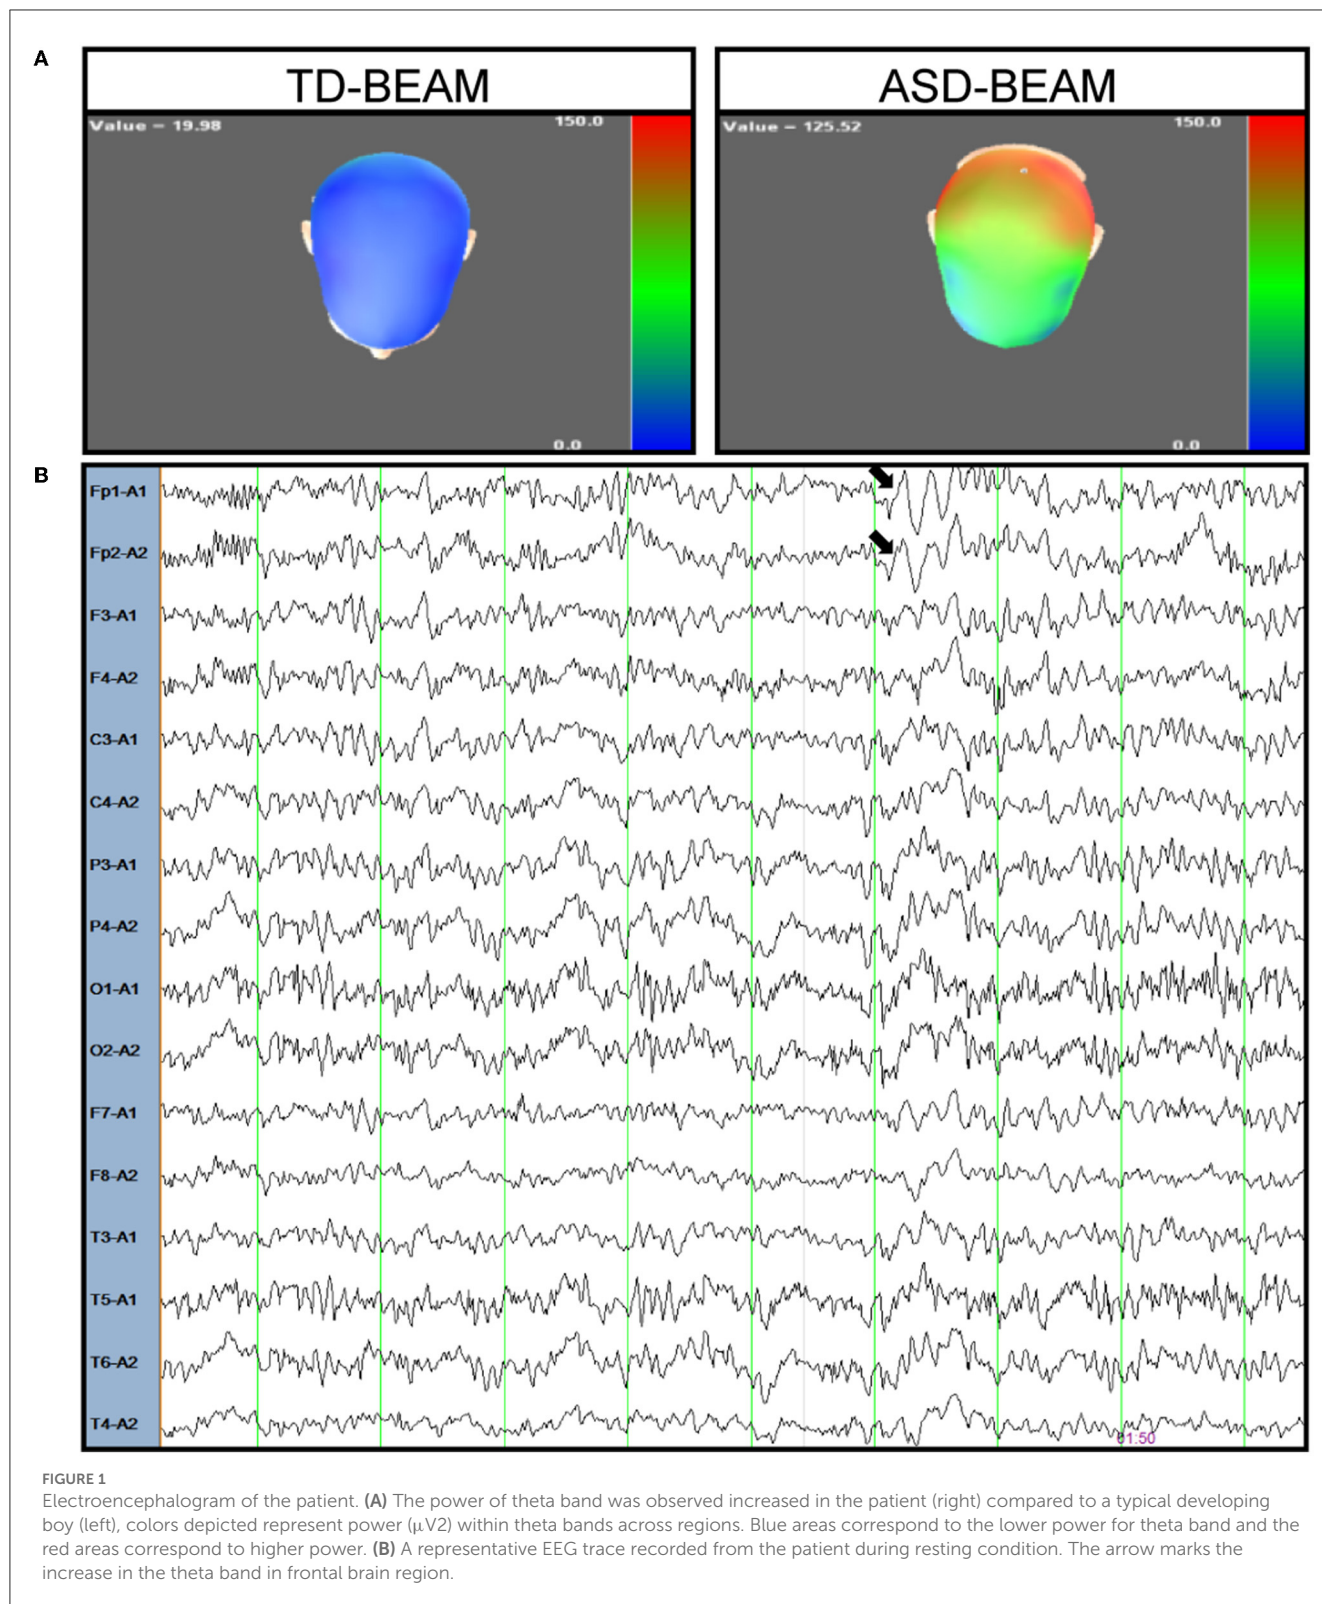 A
TD-BEAM
ASD-BEAM
Value - 19.98
150.0
0.0
Value - 125.52
150.0
0.0
B
Fp1-A1
Fp2-A2
F3-A1
F4-A2
C3-A1
C4-A2
P3-A1
P4-A2
O1-A1
O2-A2
F7-A1
F8-A2
T3-A1
T5-A1
T6-A2
T4-A2
01:50
FIGURE 1
Electroencephalogram of the patient. (A) The power of theta band was observed increased in the patient (right) compared to a typical developing
boy (left), colors depicted represent power (μV2) within theta bands across regions. Blue areas correspond to the lower power for theta band and the
red areas correspond to higher power. (B) A representative EEG trace recorded from the patient during resting condition. The arrow marks the
increase in the theta band in frontal brain region.